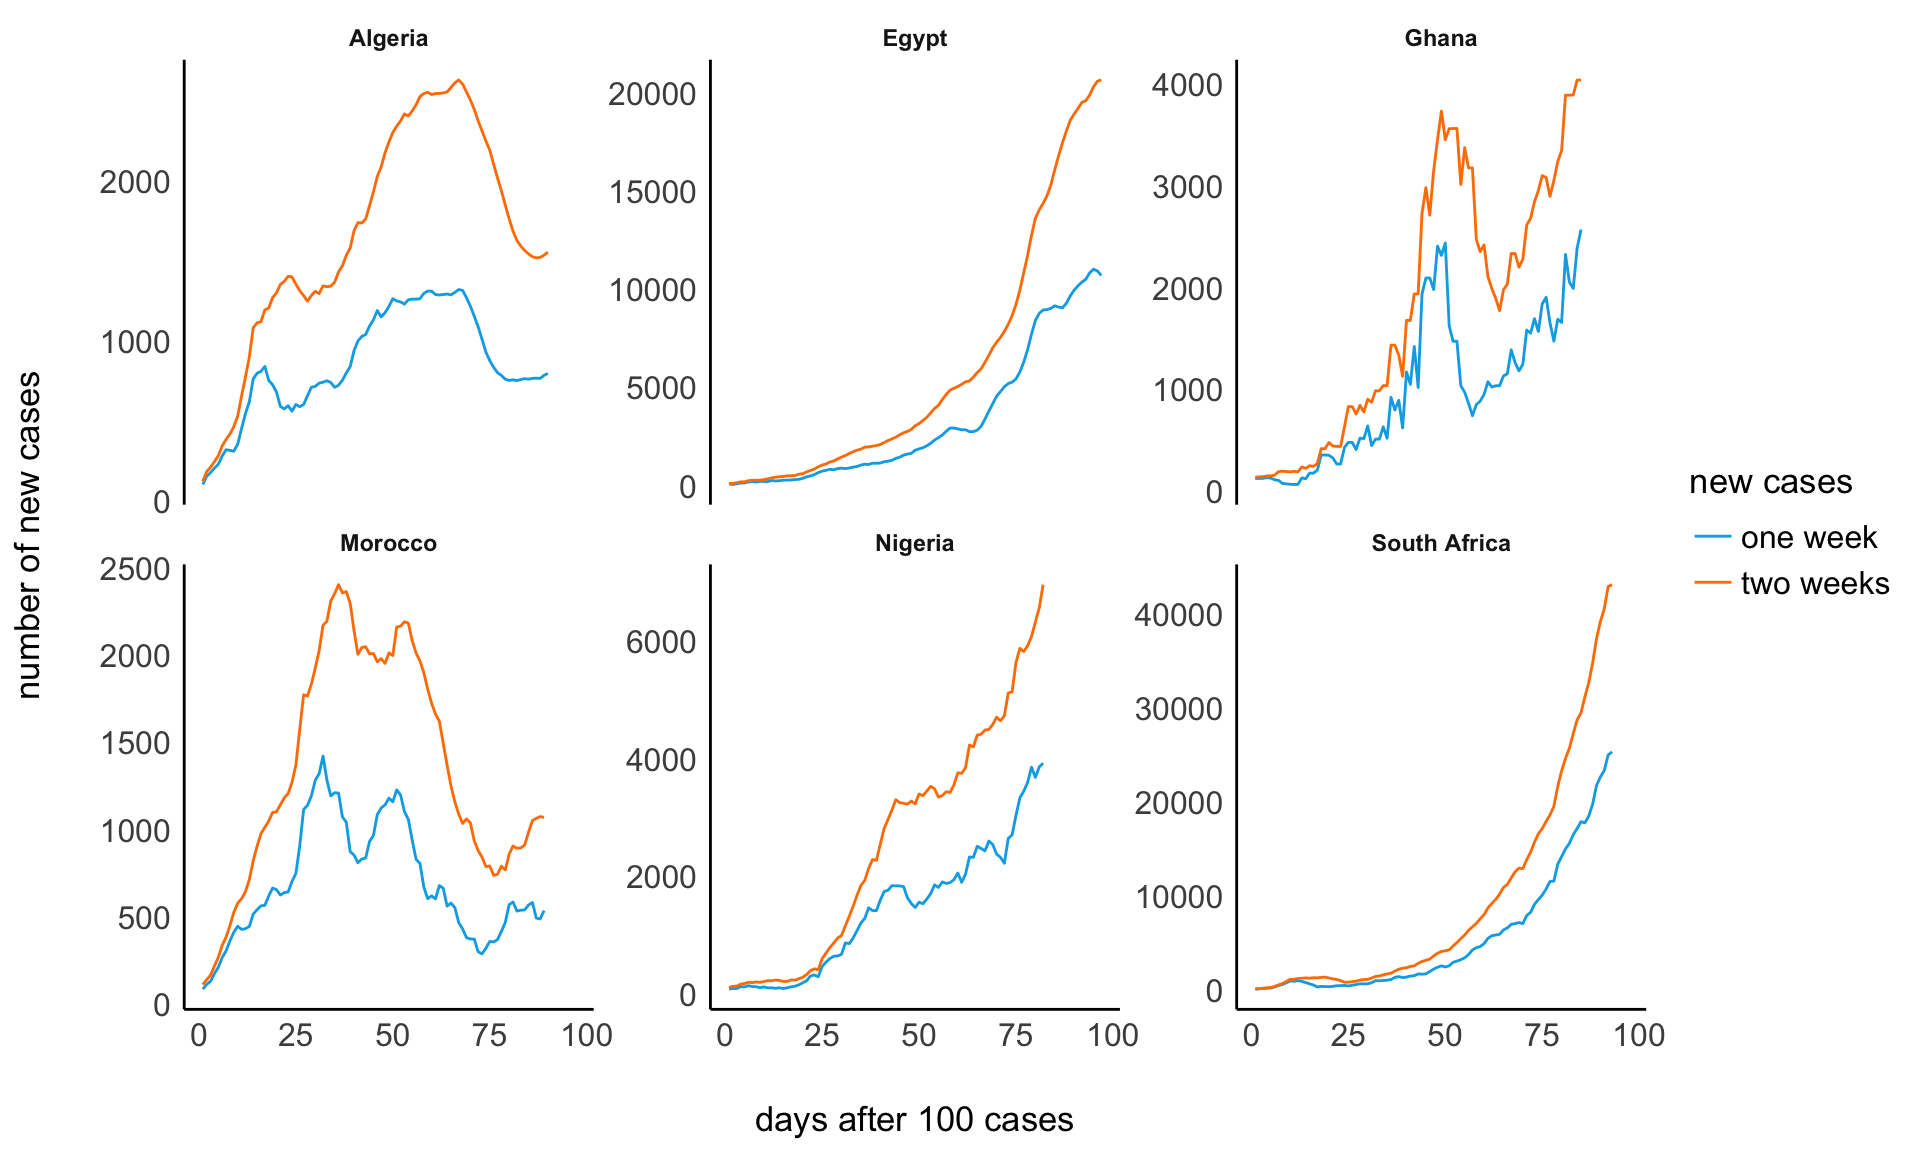 Algeria
Egypt
Ghana
2000
1000
0
20000
15000
10000
5000
0
4000
3000
2000
1000
0
Morocco
Nigeria
South Africa
2500
2000
1500
1000
500
0
6000
4000
2000
0
40000
30000
20000
10000
0
0 25 50 75 100
0 25 50 75 100
0 25 50 75 100
number of new cases
days after 100 cases
new cases
one week
two weeks